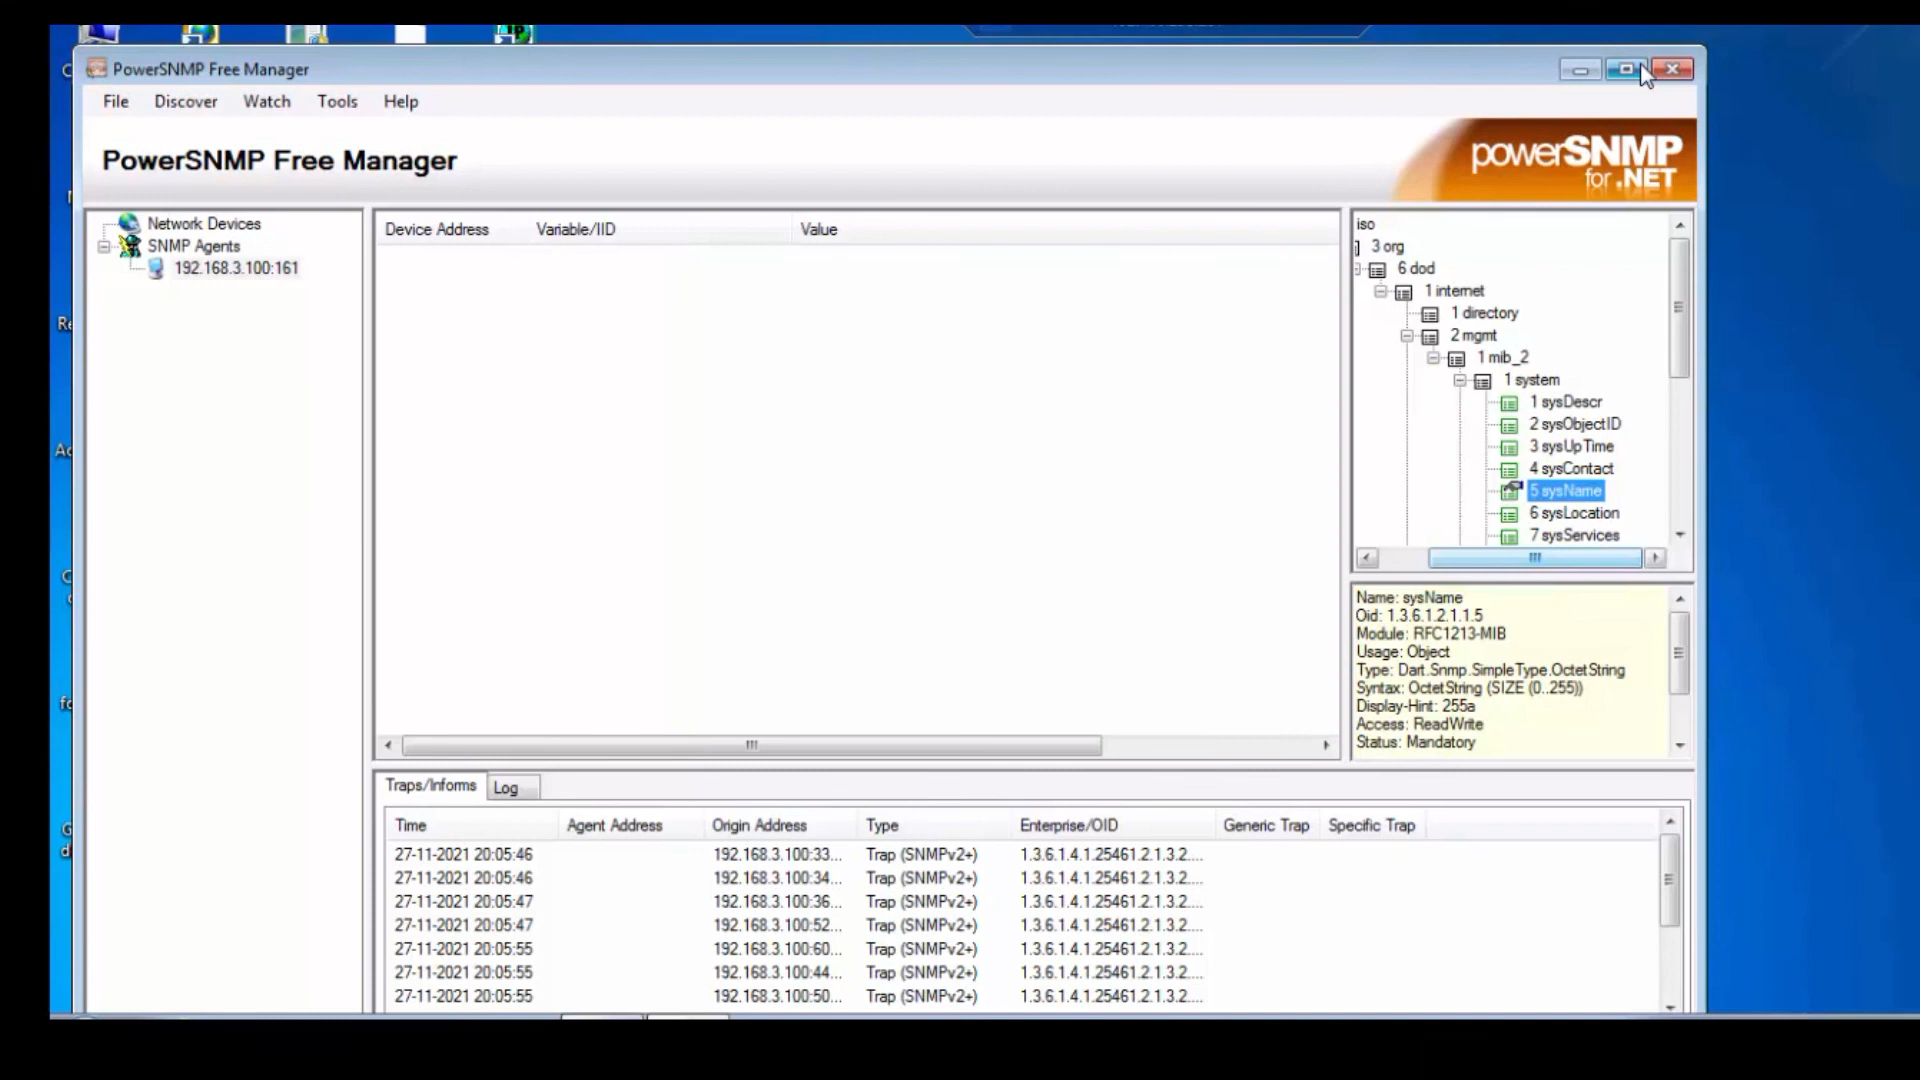 PowerSNMP Free Manager
File Discover Watch Tools Help
PowerSNMP Free Manager
powerSNMP
for .NET
Network Devices
SNMP Agents
192.168.3.100:161
Device Address Variable/IID Value
iso
3 org
6 dod
1 internet
1 directory
2 mgmt
1 mib_2
1 system
1 sysDescr
2 sysObjectID
3 sysUpTime
4 sysContact
5 sysName
6 sysLocation
7 sysServices
Name: sysName
Oid: 1.3.6.1.2.1.1.5
Module: RFC1213-MIB
Usage: Object
Type: Dart.Snmp.SimpleType.OctetString
Syntax: OctetString (SIZE (0..255))
Display-Hint: 255a
Access: ReadWrite
Status: Mandatory
Traps/Informs Log
Time Agent Address Origin Address Type Enterprise/OID Generic Trap Specific Trap
27-11-2021 20:05:46 192.168.3.100:33... Trap (SNMPv2+) 1.3.6.1.4.1.25461.2.1.3.2....
27-11-2021 20:05:46 192.168.3.100:34... Trap (SNMPv2+) 1.3.6.1.4.1.25461.2.1.3.2....
27-11-2021 20:05:47 192.168.3.100:36... Trap (SNMPv2+) 1.3.6.1.4.1.25461.2.1.3.2....
27-11-2021 20:05:47 192.168.3.100:52... Trap (SNMPv2+) 1.3.6.1.4.1.25461.2.1.3.2....
27-11-2021 20:05:55 192.168.3.100:60... Trap (SNMPv2+) 1.3.6.1.4.1.25461.2.1.3.2....
27-11-2021 20:05:55 192.168.3.100:44... Trap (SNMPv2+) 1.3.6.1.4.1.25461.2.1.3.2....
27-11-2021 20:05:55 192.168.3.100:50... Trap (SNMPv2+) 1.3.6.1.4.1.25461.2.1.3.2....